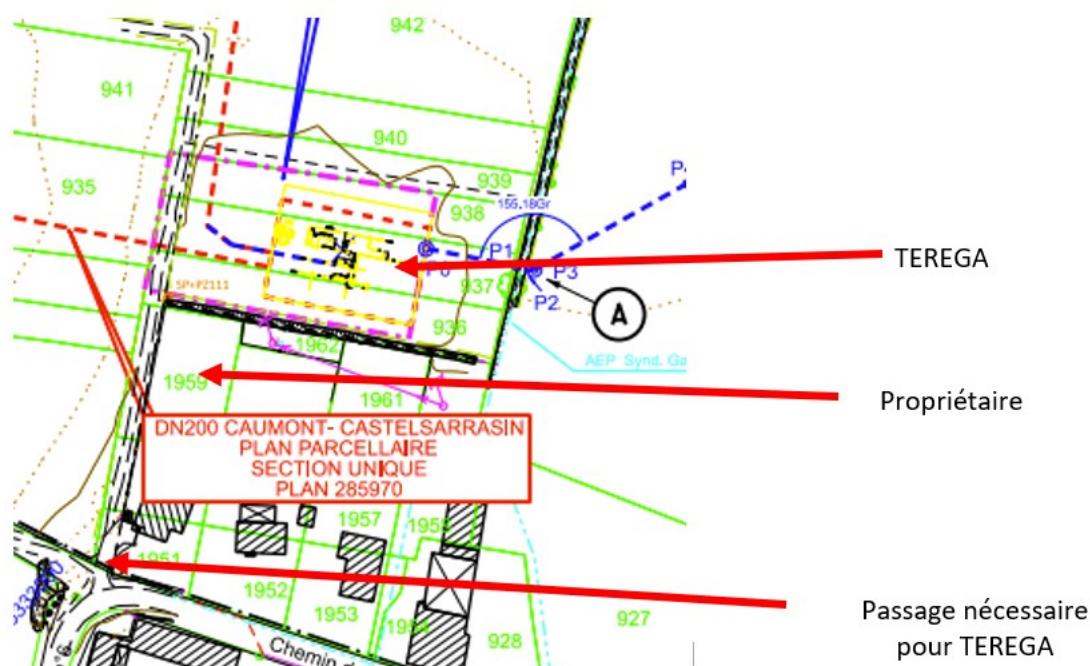 942
941
940
939
935
938
P
155.18Gr
P1
TEREGA
P3
937
P2
A
SP+PZ111
936
1962
AEP Synd. Ga
1959
1961
Propriétaire
DN200 CAUMONT- CASTELSARRASIN
PLAN PARCELLAIRE
SECTION UNIQUE
PLAN 285970
1957
1951
1952
1953
927
928
Passage nécessaire
pour TEREGA
Chemin d